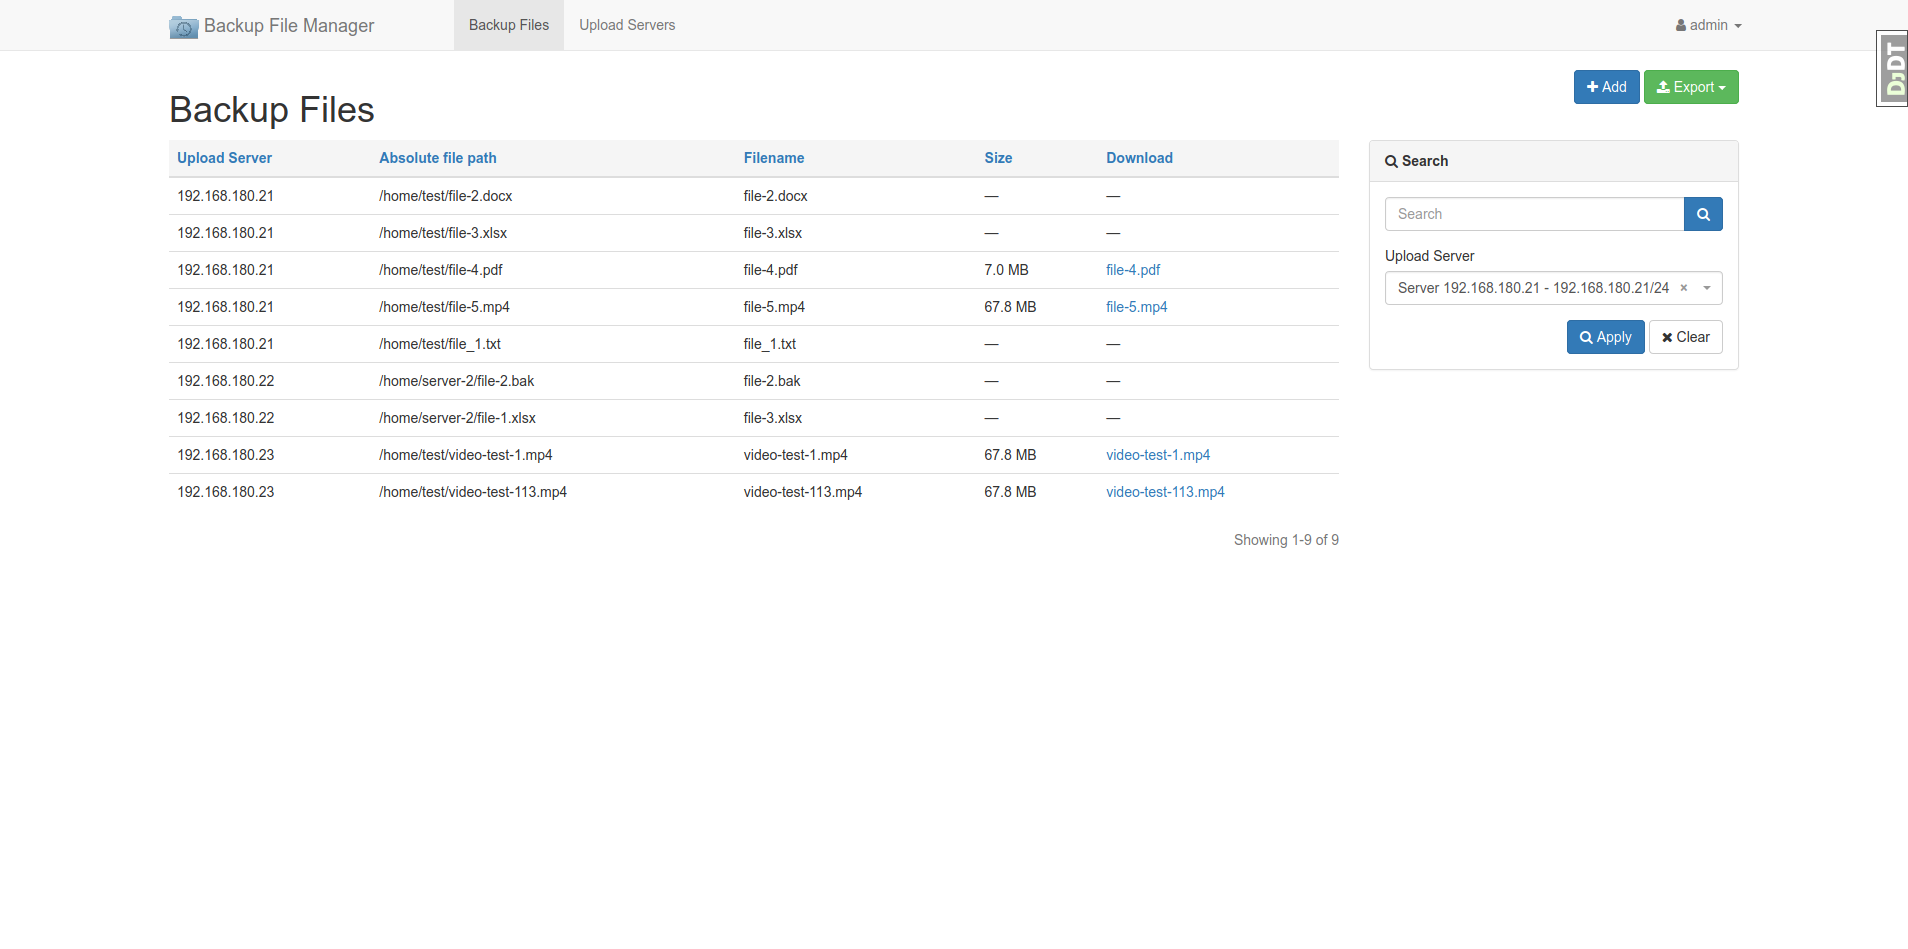 Backup File Manager Backup Files Upload Servers admin
DjDT
Add Export
Backup Files
Upload Server Absolute file path Filename Size Download
192.168.180.21 /home/test/file-2.docx file-2.docx — —
192.168.180.21 /home/test/file-3.xlsx file-3.xlsx — —
192.168.180.21 /home/test/file-4.pdf file-4.pdf 7.0 MB file-4.pdf
192.168.180.21 /home/test/file-5.mp4 file-5.mp4 67.8 MB file-5.mp4
192.168.180.21 /home/test/file_1.txt file_1.txt — —
192.168.180.22 /home/server-2/file-2.bak file-2.bak — —
192.168.180.22 /home/server-2/file-1.xlsx file-3.xlsx — —
192.168.180.23 /home/test/video-test-1.mp4 video-test-1.mp4 67.8 MB video-test-1.mp4
192.168.180.23 /home/test/video-test-113.mp4 video-test-113.mp4 67.8 MB video-test-113.mp4
Showing 1-9 of 9
Search
Search
Upload Server
Server 192.168.180.21 - 192.168.180.21/24 ×
Apply Clear